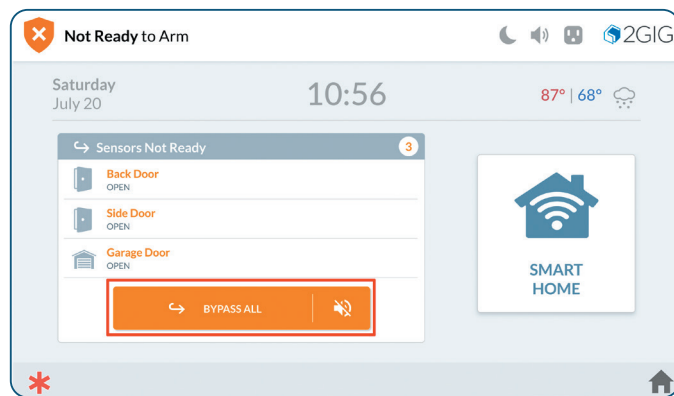 Not Ready to Arm
2GIG
Saturday
July 20
10:56
87° | 68°
Sensors Not Ready
3
Back Door
OPEN
Side Door
OPEN
Garage Door
OPEN
BYPASS ALL
SMART
HOME